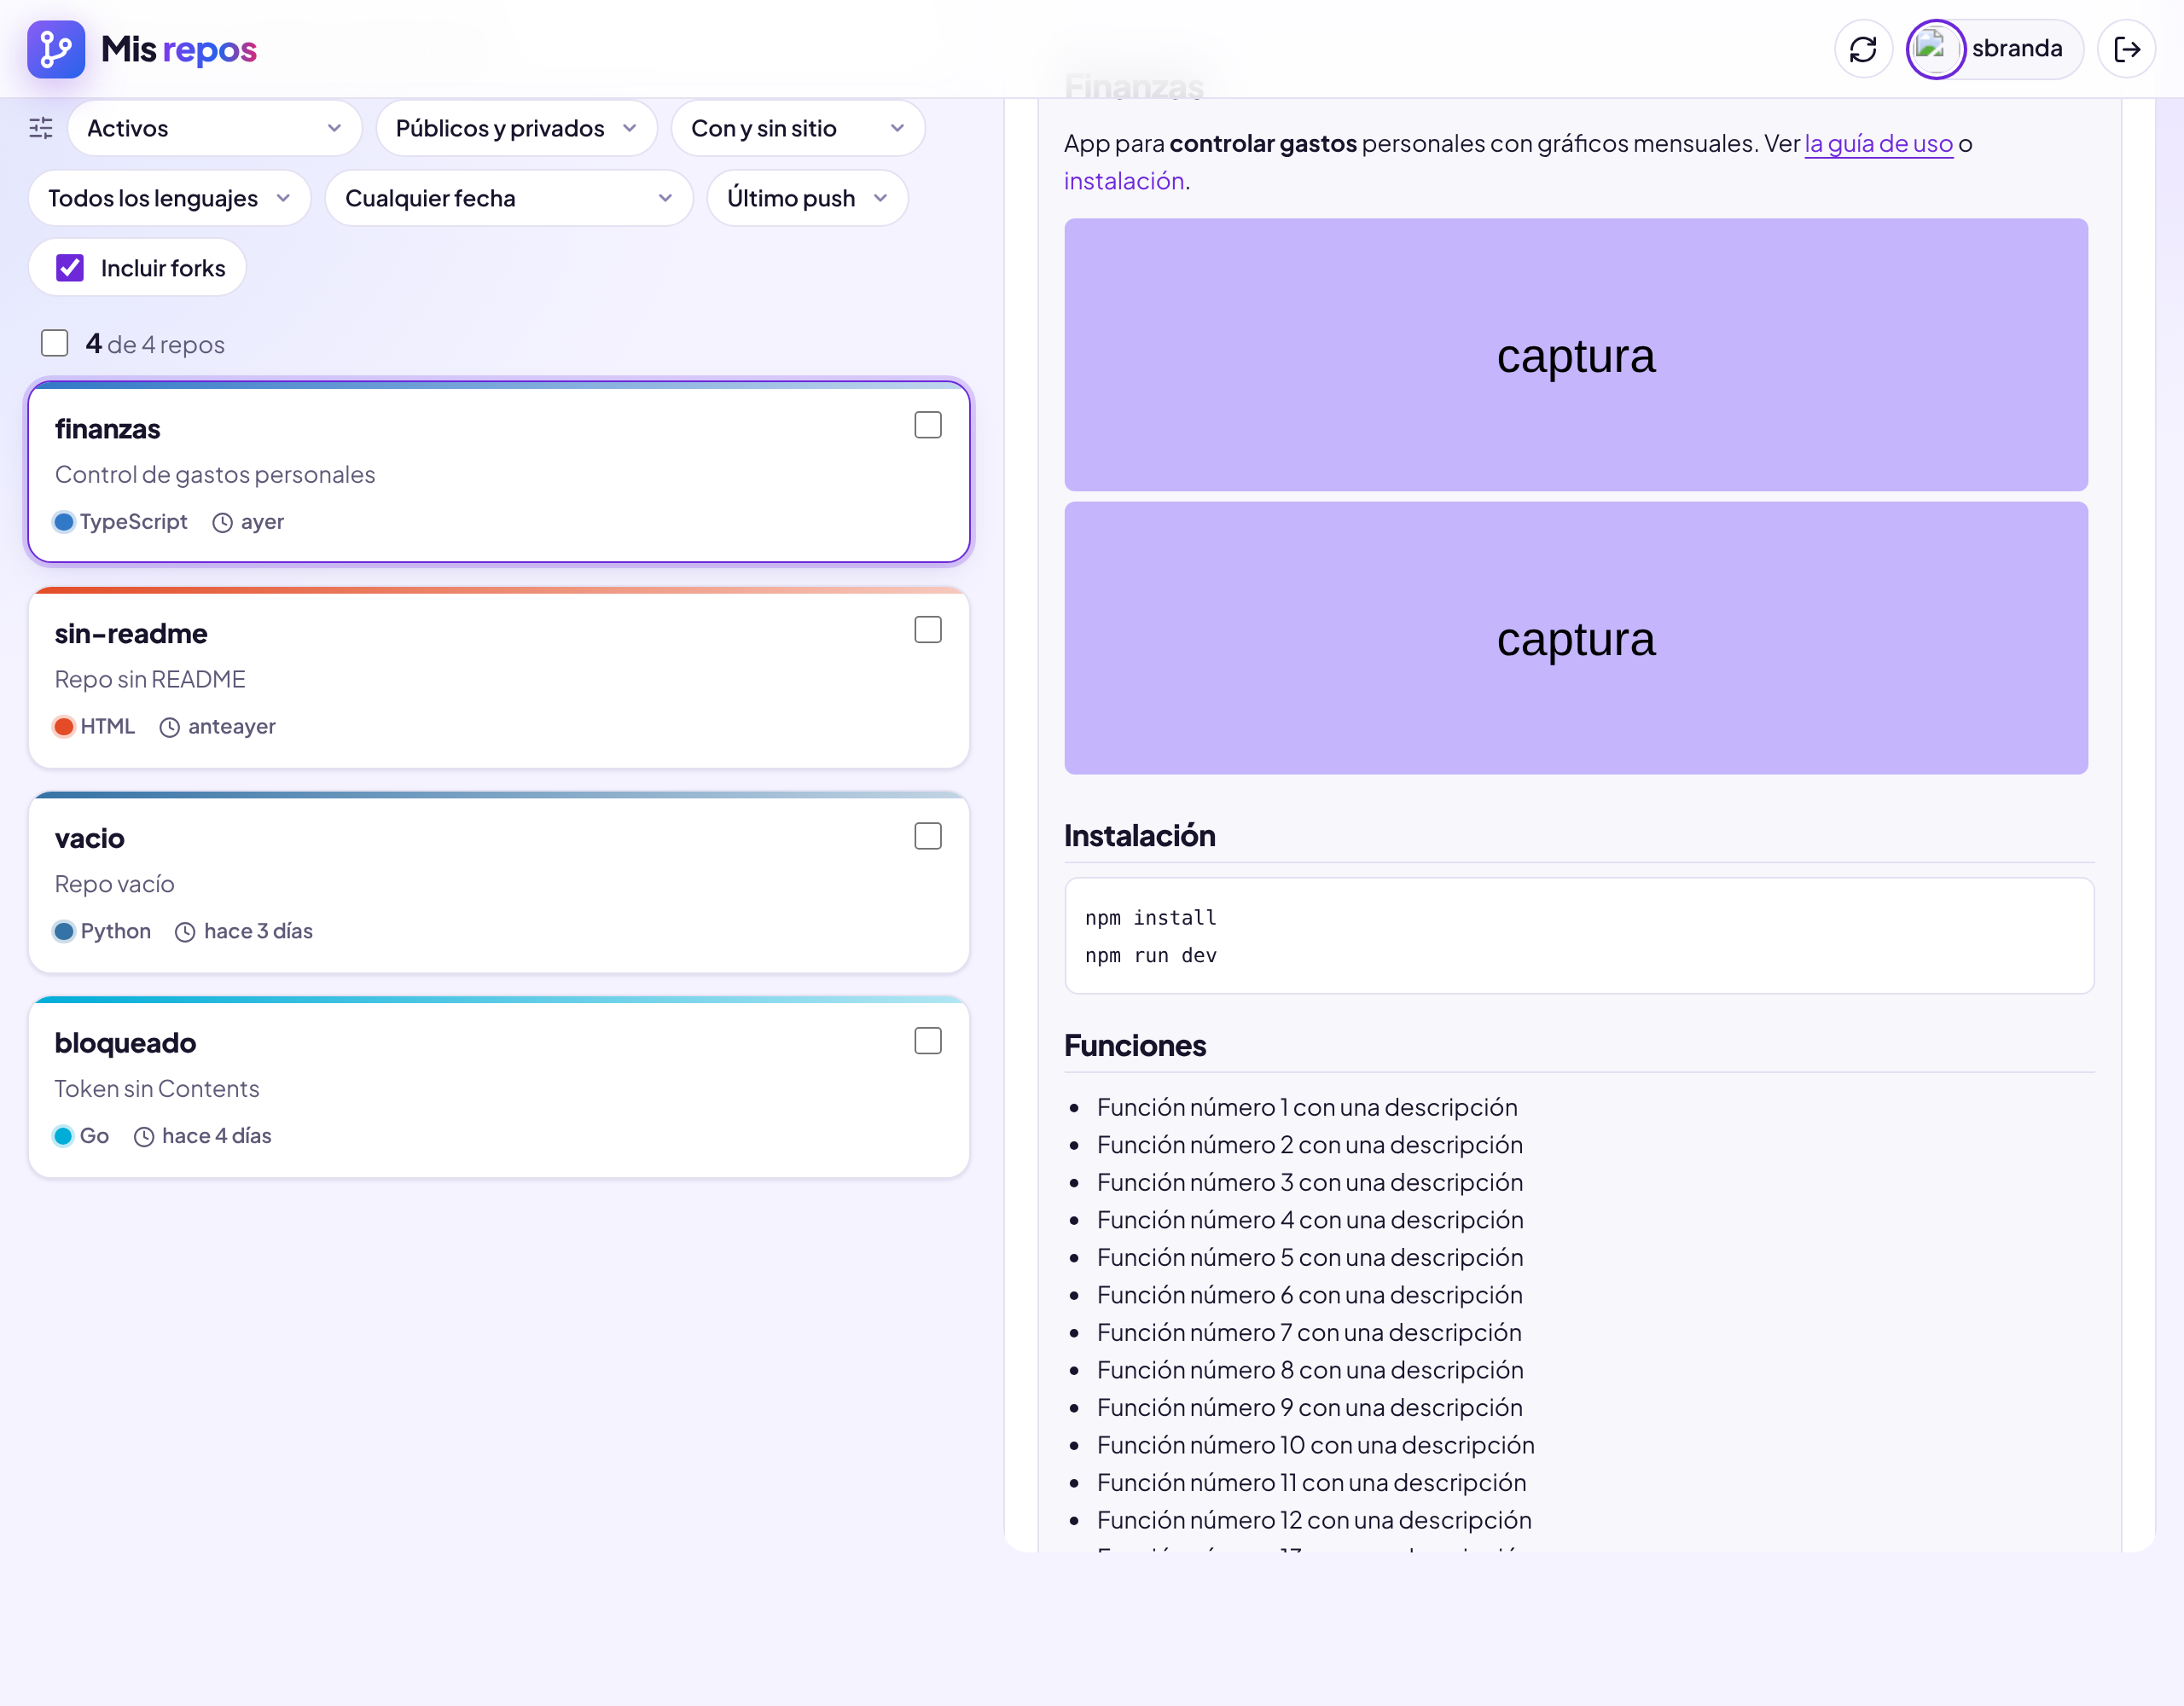 Mis repos
sbranda
Activos
Públicos y privados
Con y sin sitio
Todos los lenguajes
Cualquier fecha
Último push
Incluir forks
4 de 4 repos
finanzas
Control de gastos personales
TypeScript
ayer
sin-readme
Repo sin README
HTML
anteayer
vacio
Repo vacío
Python
hace 3 días
bloqueado
Token sin Contents
Go
hace 4 días
Finanzas
App para controlar gastos personales con gráficos mensuales. Ver la guía de uso o
instalación.
captura
captura
Instalación
npm install
npm run dev
Funciones
Función número 1 con una descripción
Función número 2 con una descripción
Función número 3 con una descripción
Función número 4 con una descripción
Función número 5 con una descripción
Función número 6 con una descripción
Función número 7 con una descripción
Función número 8 con una descripción
Función número 9 con una descripción
Función número 10 con una descripción
Función número 11 con una descripción
Función número 12 con una descripción